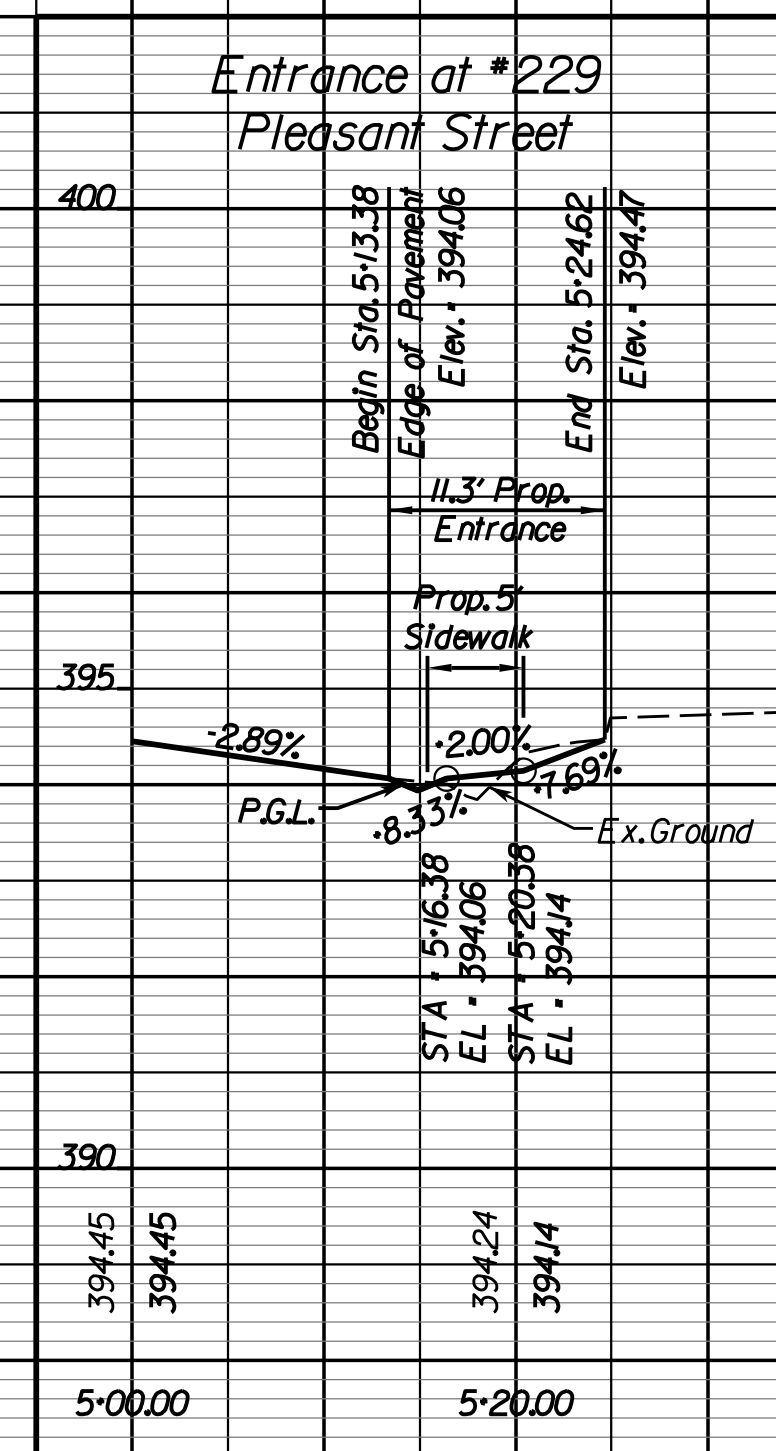 Entrance at #229
Pleasant Street
400
Begin Sta. 5+13.38
Edge of Pavement
Elev. = 394.06
End Sta. 5+24.62
Elev. = 394.47
11.3' Prop.
Entrance
Prop. 5'
Sidewalk
395
-2.89%
+2.00%
+7.69%
P.G.L.
+8.33%
Ex. Ground
STA = 5+16.38
EL = 394.06
STA = 5+20.38
EL = 394.14
390
394.45
394.45
394.24
394.14
5+00.00
5+20.00